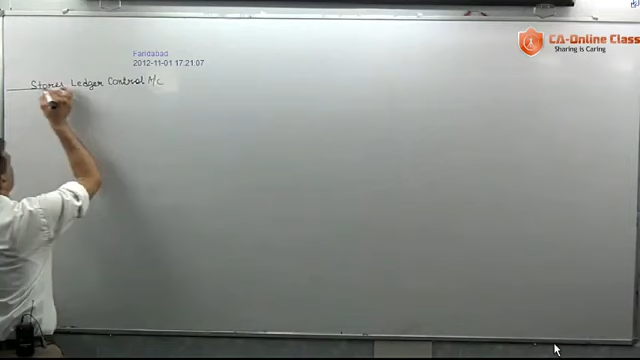 Faridabad
2012-11-01 17:21:07
CA-Online Class
Sharing is Caring
Stores Ledger Control A/c